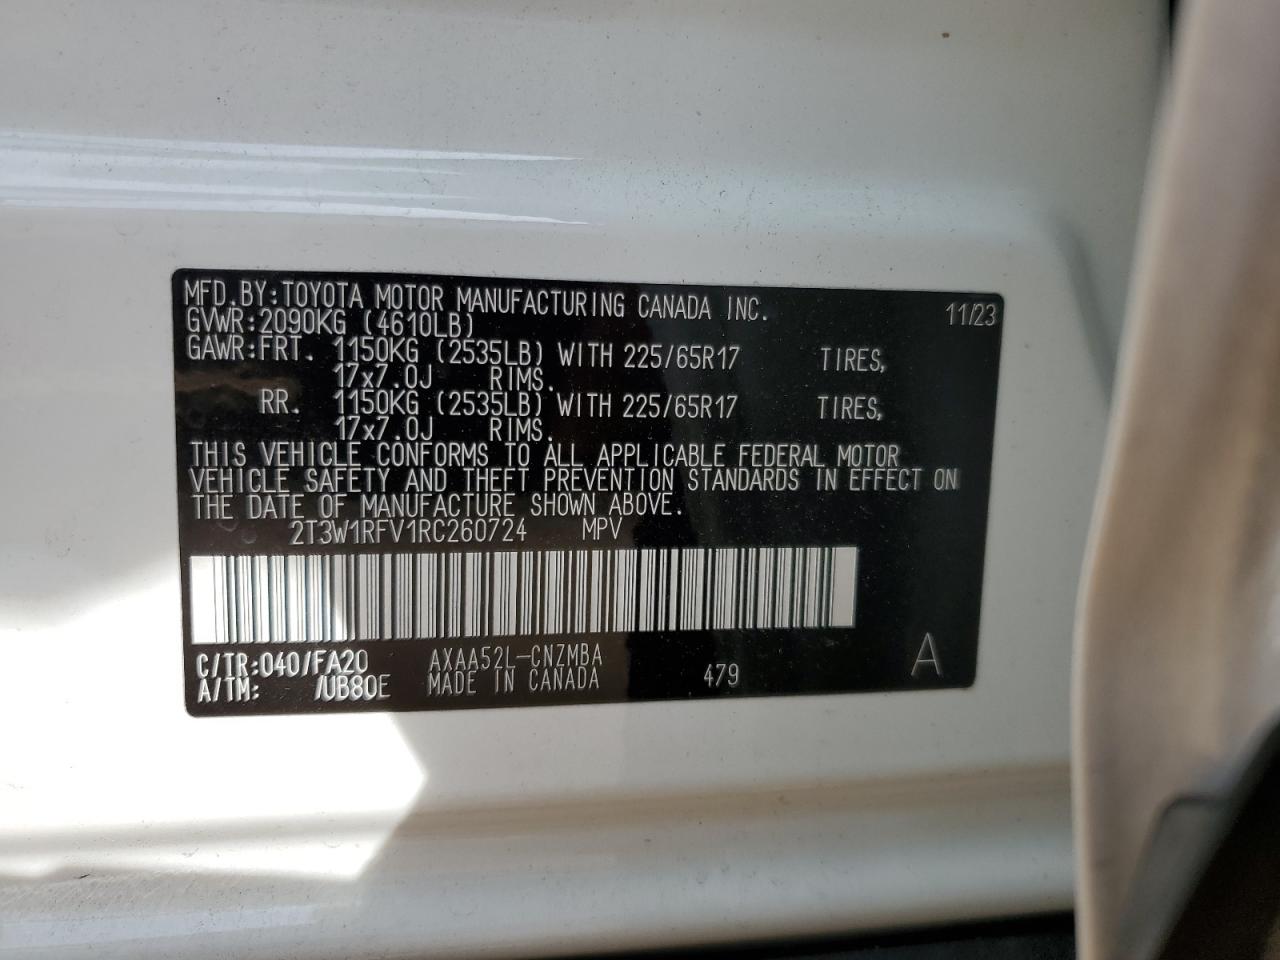 MFD.BY:TOYOTA MOTOR MANUFACTURING CANADA INC. 11/23
GVWR:2090KG (4610LB)
GAWR:FRT. 1150KG (2535LB) WITH 225/65R17 TIRES,
17x7.0J RIMS.
RR. 1150KG (2535LB) WITH 225/65R17 TIRES,
17x7.0J RIMS.
THIS VEHICLE CONFORMS TO ALL APPLICABLE FEDERAL MOTOR
VEHICLE SAFETY AND THEFT PREVENTION STANDARDS IN EFFECT ON
THE DATE OF MANUFACTURE SHOWN ABOVE.
2T3W1RFV1RC260724 MPV
C/TR:040/FA20 AXAA52L-CNZMBA 479 A
A/TM: /UB80E MADE IN CANADA